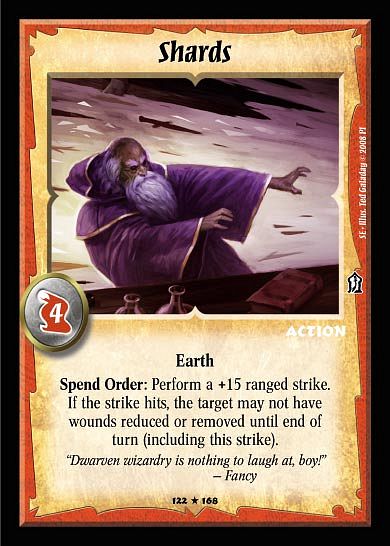 Shards
SE • Illus. Ted Galaday © 2008 PI
4
ACTION
Earth
Spend Order: Perform a +15 ranged strike.
If the strike hits, the target may not have
wounds reduced or removed until end of
turn (including this strike).
“Dwarven wizardry is nothing to laugh at, boy!”
– Fancy
122 ★ 168